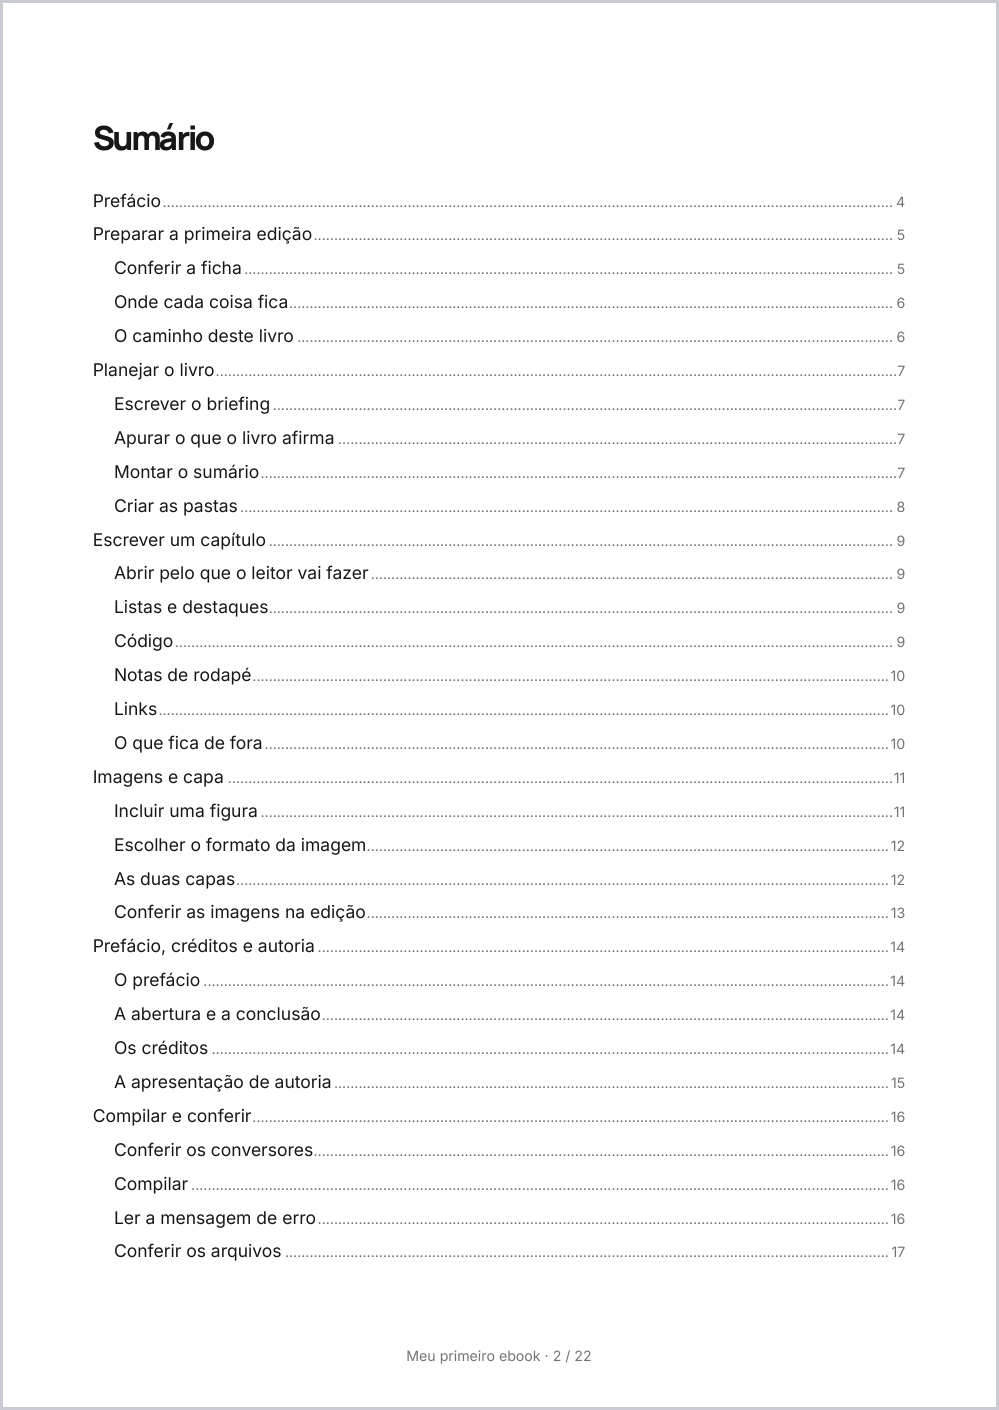 Sumário
Prefácio 4
Preparar a primeira edição 5
Conferir a ficha 5
Onde cada coisa fica 6
O caminho deste livro 6
Planejar o livro 7
Escrever o briefing 7
Apurar o que o livro afirma 7
Montar o sumário 7
Criar as pastas 8
Escrever um capítulo 9
Abrir pelo que o leitor vai fazer 9
Listas e destaques 9
Código 9
Notas de rodapé 10
Links 10
O que fica de fora 10
Imagens e capa 11
Incluir uma figura 11
Escolher o formato da imagem 12
As duas capas 12
Conferir as imagens na edição 13
Prefácio, créditos e autoria 14
O prefácio 14
A abertura e a conclusão 14
Os créditos 14
A apresentação de autoria 15
Compilar e conferir 16
Conferir os conversores 16
Compilar 16
Ler a mensagem de erro 16
Conferir os arquivos 17
Meu primeiro ebook · 2 / 22